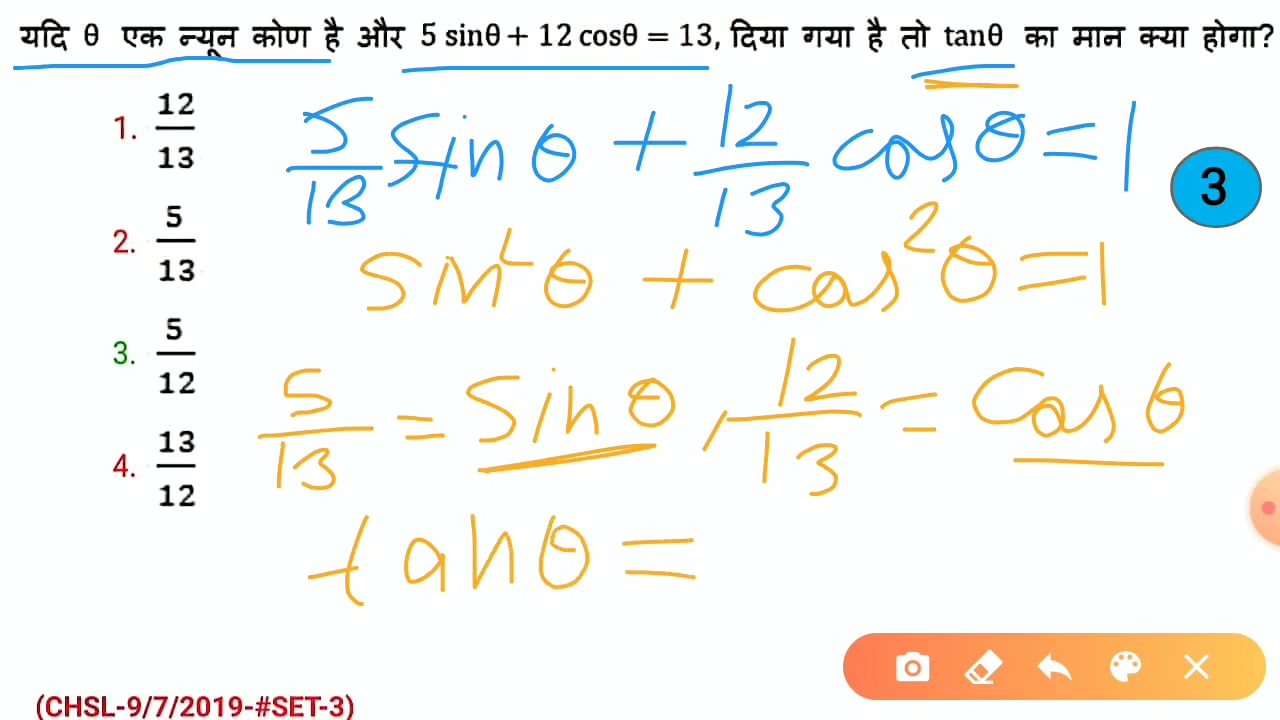 यदि θ एक न्यून कोण है और 5 sinθ + 12 cosθ = 13, दिया गया है तो tanθ का मान क्या होगा?
1. 12/13
2. 5/13
3. 5/12
4. 13/12
5/13 sinθ + 12/13 cosθ = 1
3
sin²θ + cos²θ = 1
5/13 = sinθ, 12/13 = cosθ
tanθ =
(CHSL-9/7/2019-#SET-3)